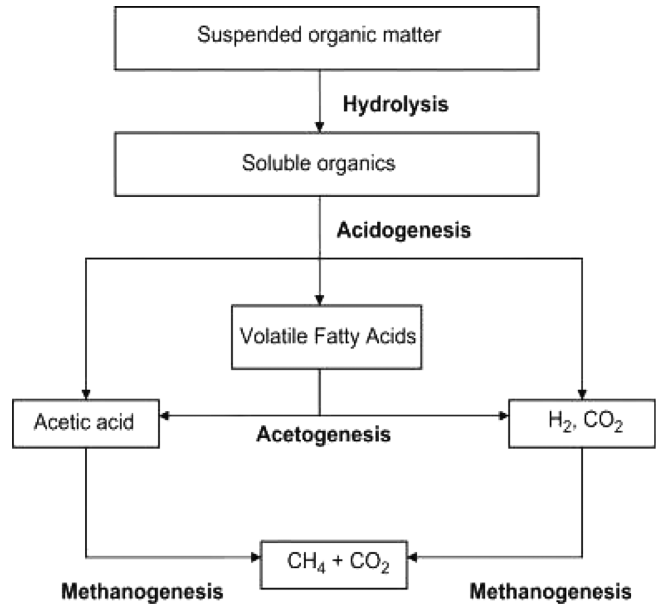 Suspended organic matter
Hydrolysis
Soluble organics
Acidogenesis
Volatile Fatty Acids
Acetic acid
Acetogenesis
H₂, CO₂
CH₄ + CO₂
Methanogenesis
Methanogenesis